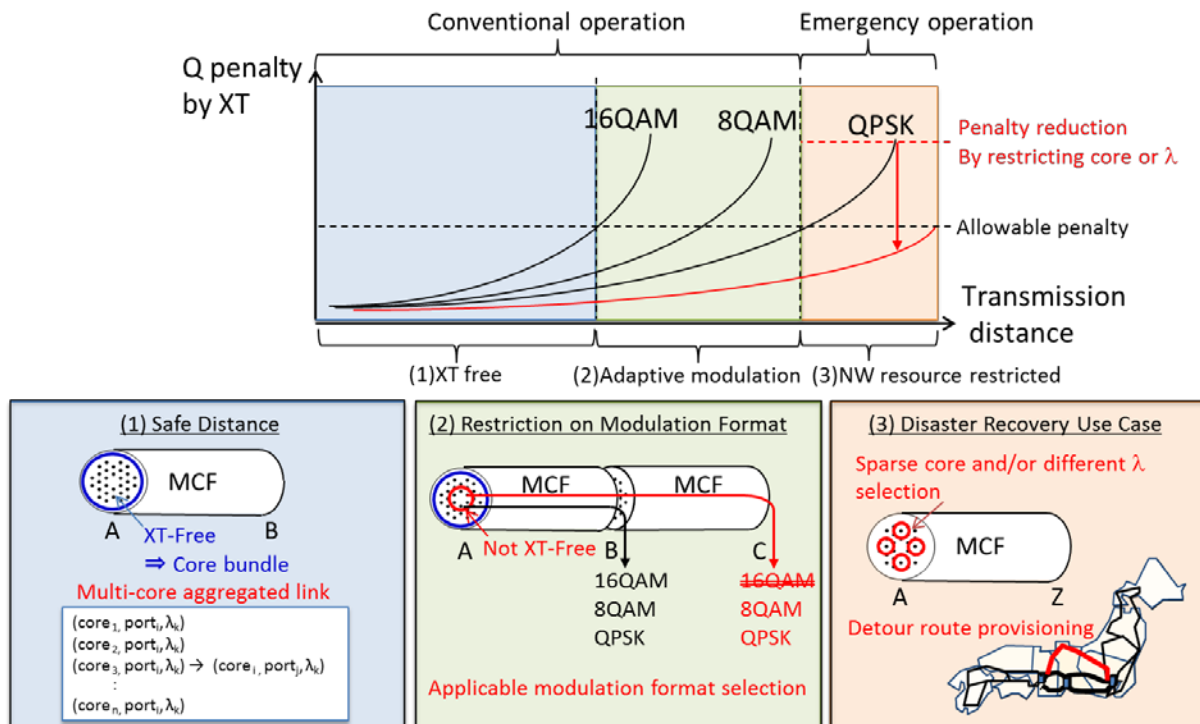 Conventional operation
Emergency operation
Q penalty
by XT
16QAM
8QAM
QPSK
Penalty reduction
By restricting core or λ
Allowable penalty
Transmission
distance
(1)XT free
(2)Adaptive modulation
(3)NW resource restricted
(1) Safe Distance
MCF
A
B
XT-Free
⇒ Core bundle
Multi-core aggregated link
(core1, porti,λk)
(core2, porti,λk)
(core3, porti,λk) → (corei, portj,λk)
:
(coren, porti,λk)
(2) Restriction on Modulation Format
MCF
MCF
A
Not XT-Free
B
C
16QAM
8QAM
QPSK
16QAM
8QAM
QPSK
Applicable modulation format selection
(3) Disaster Recovery Use Case
Sparse core and/or different λ
selection
MCF
A
Z
Detour route provisioning